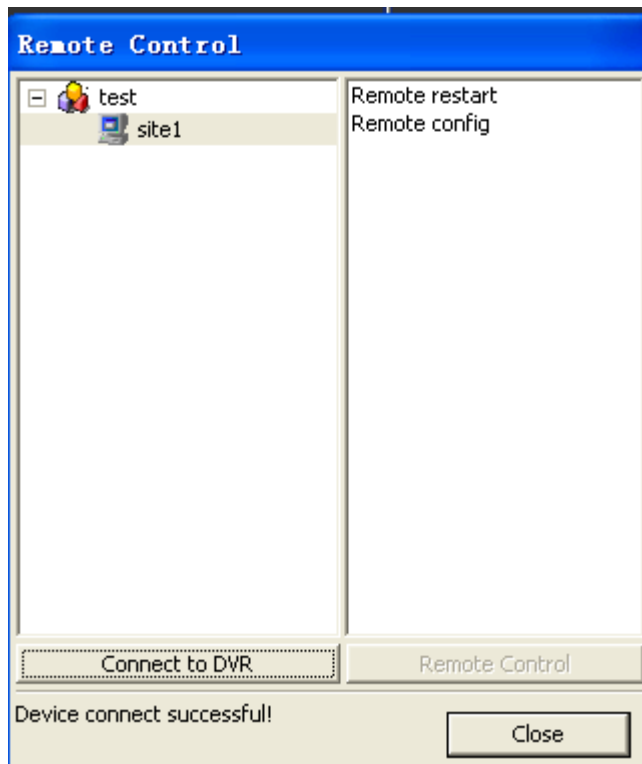 Remote Control
test
site1
Remote restart
Remote config
Connect to DVR
Remote Control
Device connect successful!
Close